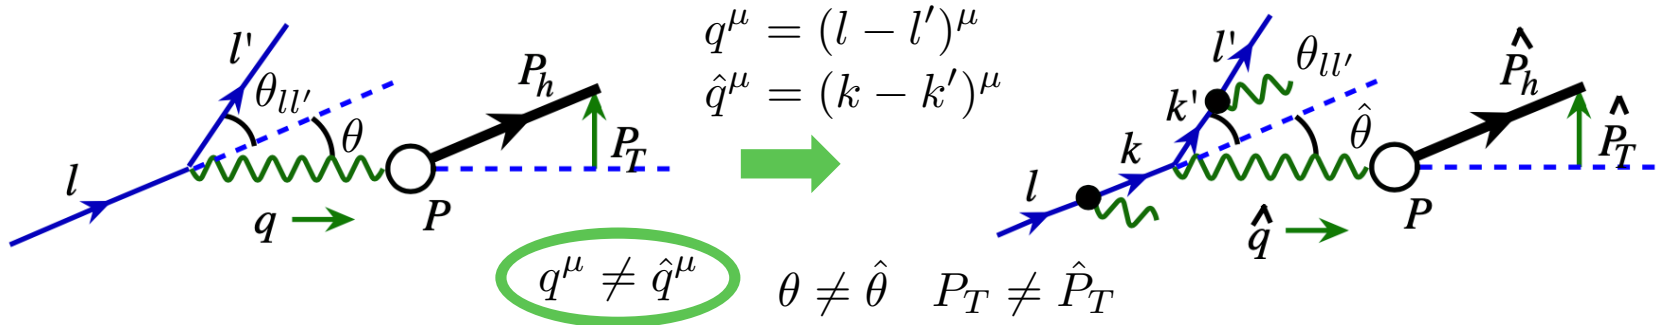 l'
θ_{ll'}
θ
P_h
P_T
l
q
P
q^μ = (l − l')^μ
q̂^μ = (k − k')^μ
l'
θ_{ll'}
k'
k
l
θ̂
P̂_h
P̂_T
q̂
P
q^μ ≠ q̂^μ
θ ≠ θ̂ P_T ≠ P̂_T